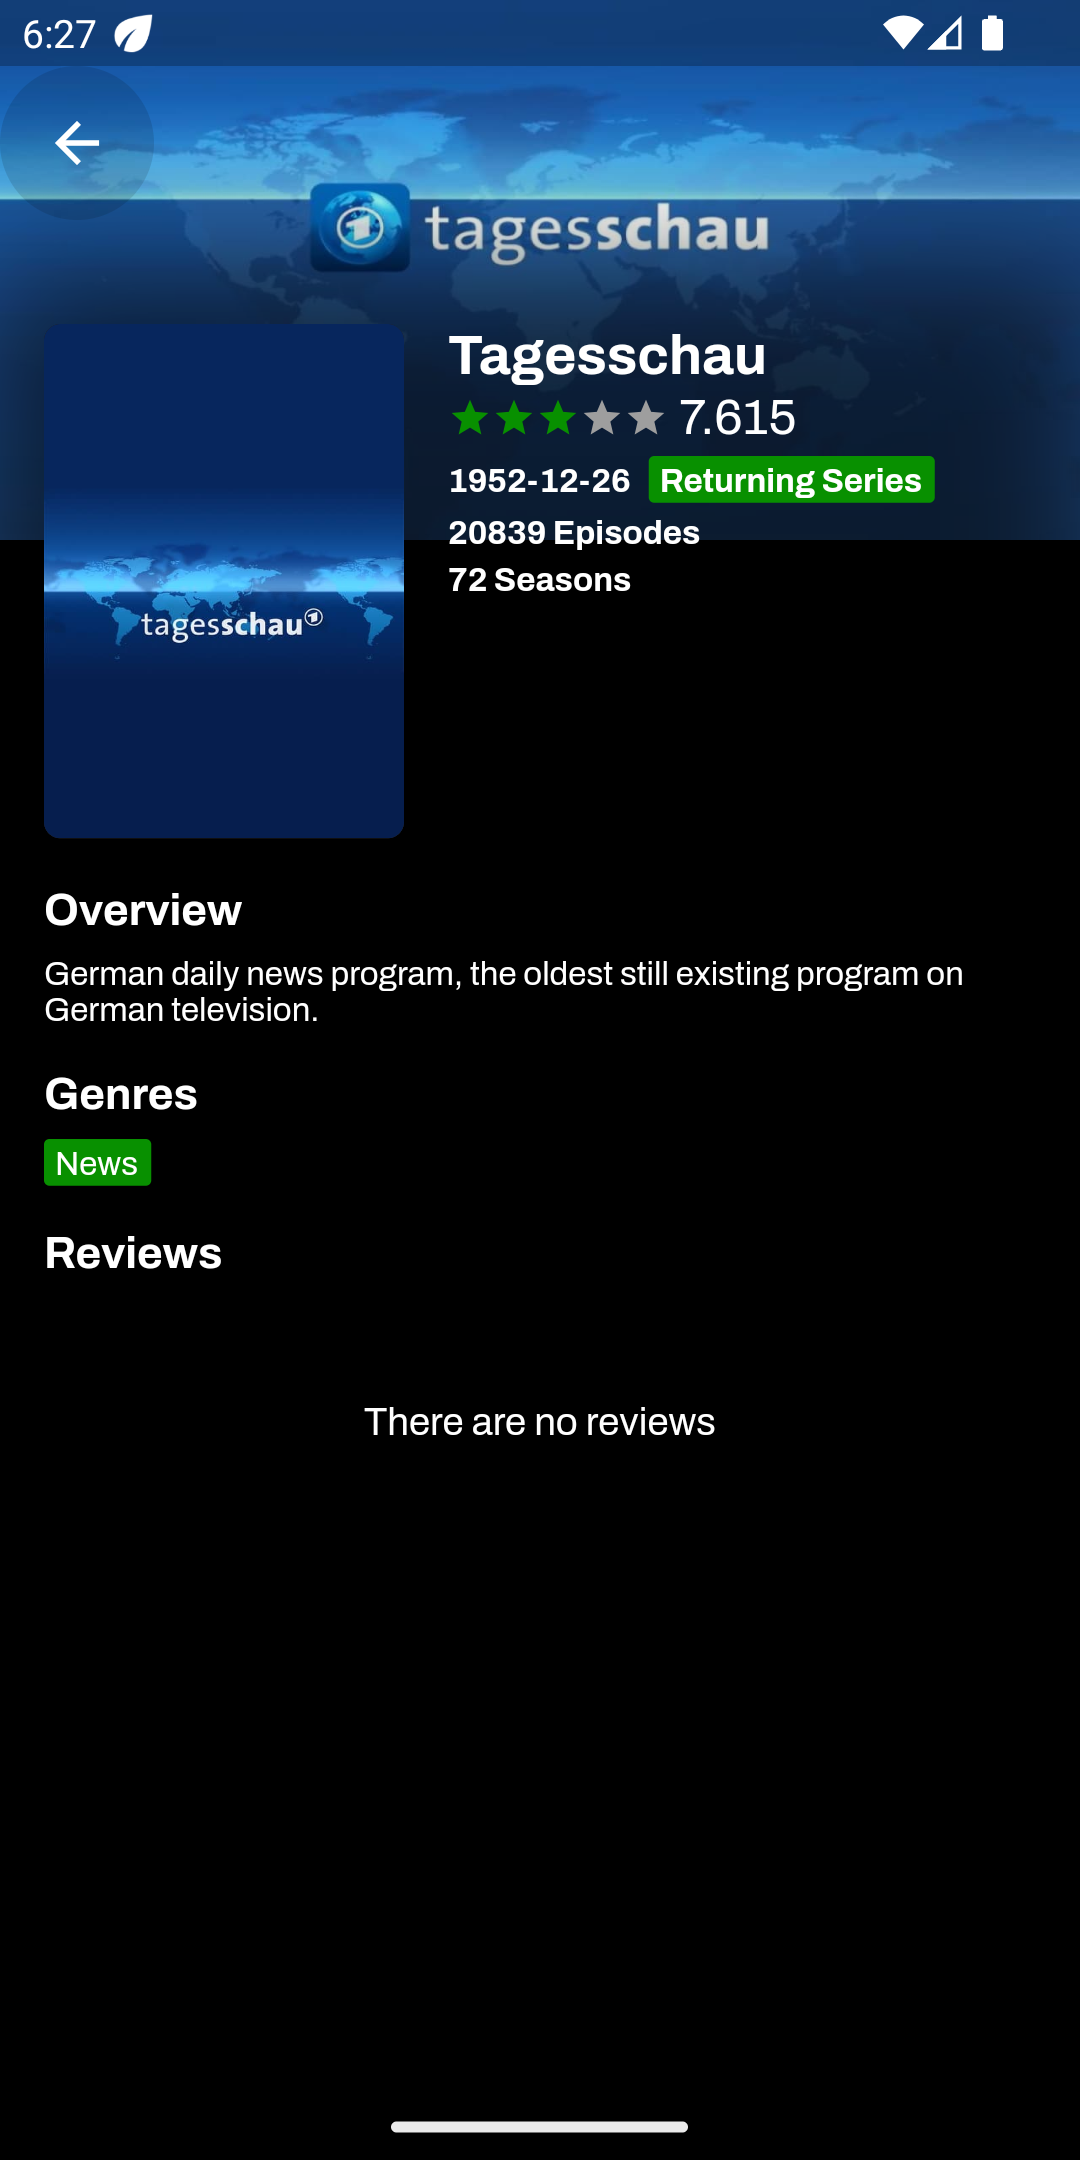 6:27
tagesschau
Tagesschau
7.615
1952-12-26 Returning Series
20839 Episodes
72 Seasons
tagesschau
Overview
German daily news program, the oldest still existing program on
German television.
Genres
News
Reviews
There are no reviews